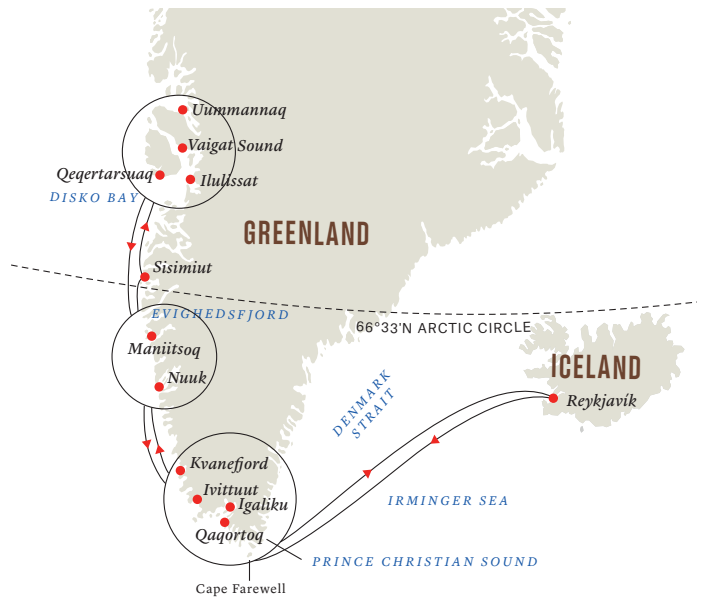 Uummannaq
Vaigat Sound
Qeqertarsuaq
Ilulissat
DISKO BAY
GREENLAND
Sisimiut
EVIGHEDSFJORD
66°33'N ARCTIC CIRCLE
Maniitsoq
ICELAND
Nuuk
DENMARK
STRAIT
Reykjavík
Kvanefjord
Ivittuut
Igaliku
IRMINGER SEA
Qaqortoq
PRINCE CHRISTIAN SOUND
Cape Farewell